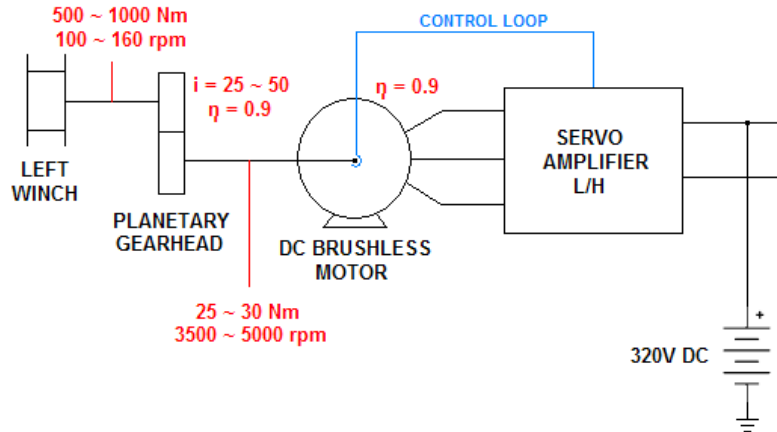 500 ~ 1000 Nm
100 ~ 160 rpm
CONTROL LOOP
i = 25 ~ 50
η = 0.9
η = 0.9
LEFT
WINCH
PLANETARY
GEARHEAD
DC BRUSHLESS
MOTOR
SERVO
AMPLIFIER
L/H
25 ~ 30 Nm
3500 ~ 5000 rpm
+
320V DC